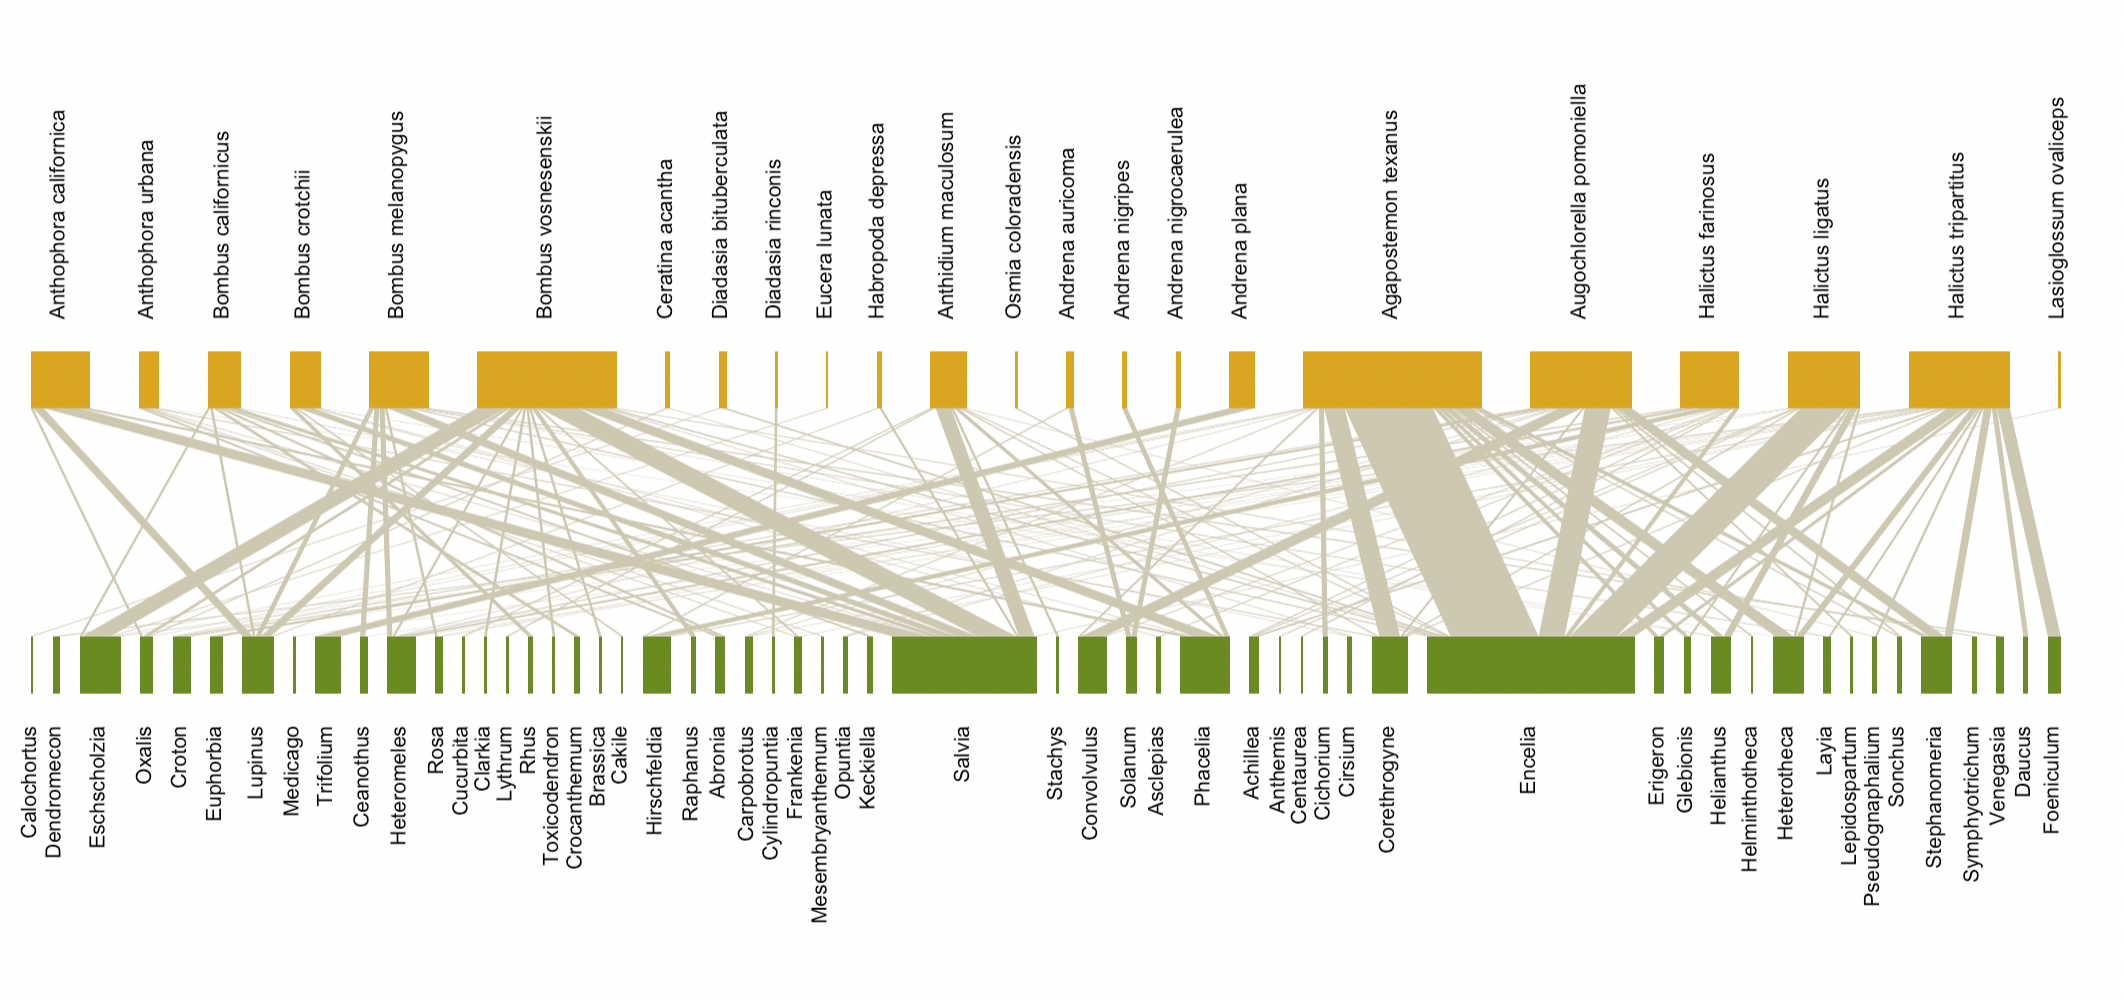 Anthophora californica
Anthophora urbana
Bombus californicus
Bombus crotchii
Bombus melanopygus
Bombus vosnesenskii
Ceratina acantha
Diadasia bituberculata
Diadasia rinconis
Eucera lunata
Habropoda depressa
Anthidium maculosum
Osmia coloradensis
Andrena auricoma
Andrena nigripes
Andrena nigrocaerulea
Andrena plana
Agapostemon texanus
Augochlorella pomoniella
Halictus farinosus
Halictus ligatus
Halictus tripartitus
Lasioglossum ovaliceps
Calochortus
Dendromecon
Echscholzia
Oxalis
Croton
Euphorbia
Lupinus
Medicago
Trifolium
Ceanothus
Heteromeles
Rosa
Cucurbita
Clarkia
Lythrum
Rhus
Toxicodendron
Crocanthemum
Brassica
Cakile
Hirschfeldia
Raphanus
Abronia
Carpobrotus
Cylindropuntia
Frankenia
Mesembryanthemum
Opuntia
Keckiella
Salvia
Stachys
Convolvulus
Solanum
Asclepias
Phacelia
Achillea
Anthemis
Centaurea
Cichorium
Cirsium
Corethrogyne
Encelia
Erigeron
Glebionis
Helianthus
Helminthotheca
Heterotheca
Layia
Lepidospartum
Pseudognaphalium
Sonchus
Stephanomeria
Symphyotrichum
Venegasia
Daucus
Foeniculum